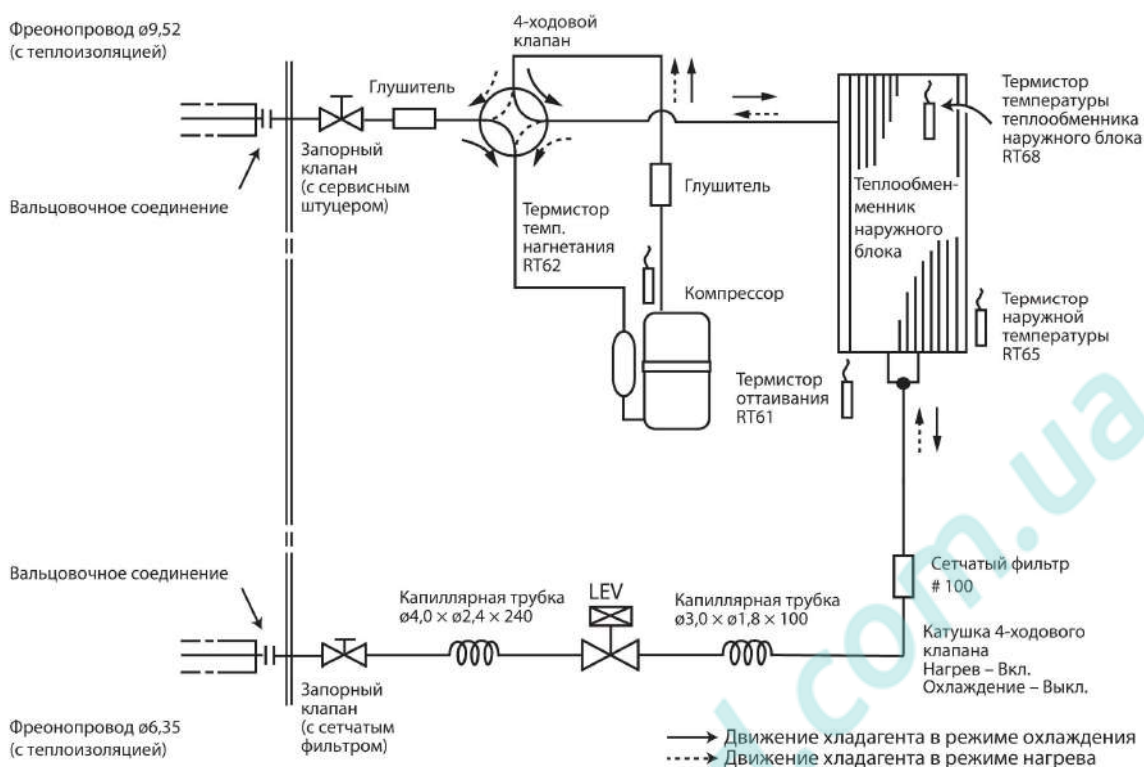 Фреонопровод ø9,52
(с теплоизоляцией)
4-ходовой
клапан
Глушитель
Термистор
температуры
теплообменника
наружного блока
RT68
Запорный
клапан
(с сервисным
штуцером)
Вальцовочное соединение
Глушитель
Теплообмен-
менник
наружного
блока
Термистор
темп.
нагнетания
RT62
Компрессор
Термистор
наружной
температуры
RT65
Термистор
оттаивания
RT61
Вальцовочное соединение
Сетчатый фильтр
# 100
Капиллярная трубка
ø4,0 × ø2,4 × 240
LEV
Капиллярная трубка
ø3,0 × ø1,8 × 100
Катушка 4-ходового
клапана
Нагрев – Вкл.
Охлаждение – Выкл.
Запорный
клапан
(с сетчатым
фильтром)
Фреонопровод ø6,35
(с теплоизоляцией)
Движение хладагента в режиме охлаждения
Движение хладагента в режиме нагрева
.com.ua